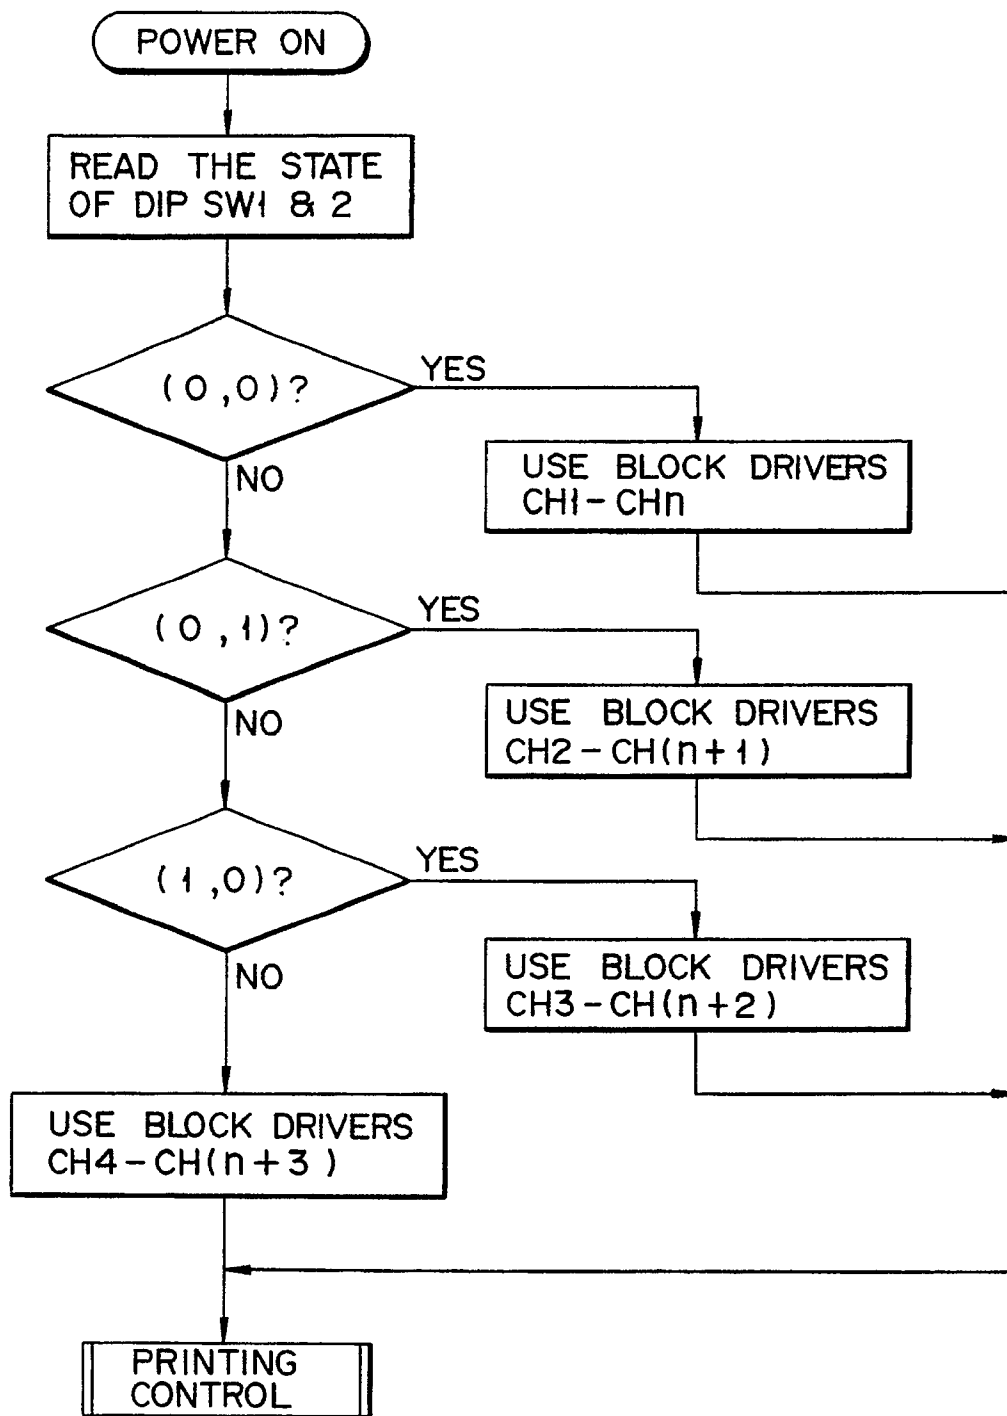 POWER ON
READ THE STATE
OF DIP SW1 & 2
(0,0)?
YES
NO
USE BLOCK DRIVERS
CH1-CHn
(0,1)?
YES
NO
USE BLOCK DRIVERS
CH2-CH(n+1)
(1,0)?
YES
NO
USE BLOCK DRIVERS
CH3-CH(n+2)
USE BLOCK DRIVERS
CH4-CH(n+3)
PRINTING
CONTROL